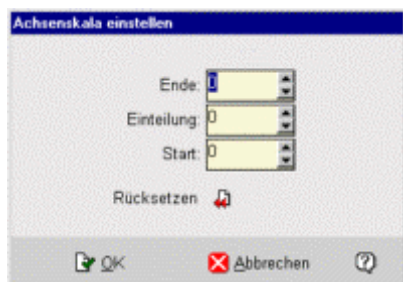 Achsenskala einstellen
Ende: 0
Einteilung: 0
Start: 0
Rücksetzen
OK Abbrechen